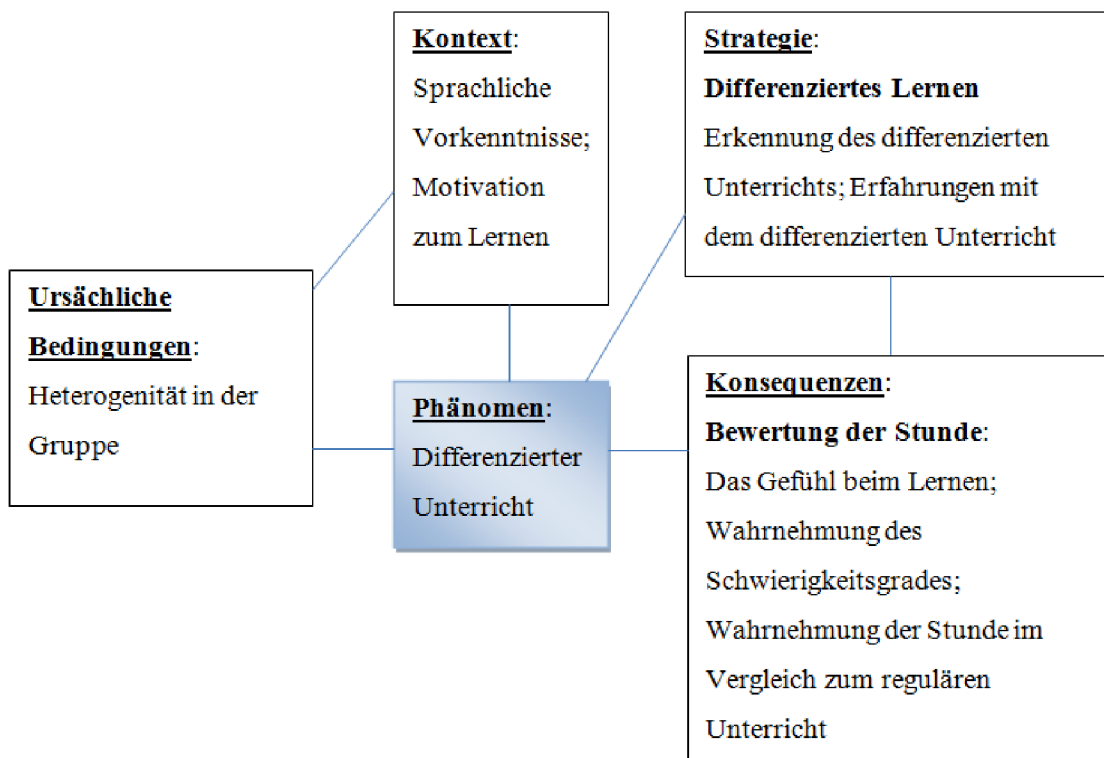 Kontext:
Sprachliche
Vorkenntnisse;
Motivation
zum Lernen
Strategie:
Differenziertes Lernen
Erkennung des differenzierten
Unterrichts; Erfahrungen mit
dem differenzierten Unterricht
Ursächliche
Bedingungen:
Heterogenität in der
Gruppe
Phänomen:
Differenzierter
Unterricht
Konsequenzen:
Bewertung der Stunde:
Das Gefühl beim Lernen;
Wahrnehmung des
Schwierigkeitsgrades;
Wahrnehmung der Stunde im
Vergleich zum regulären
Unterricht